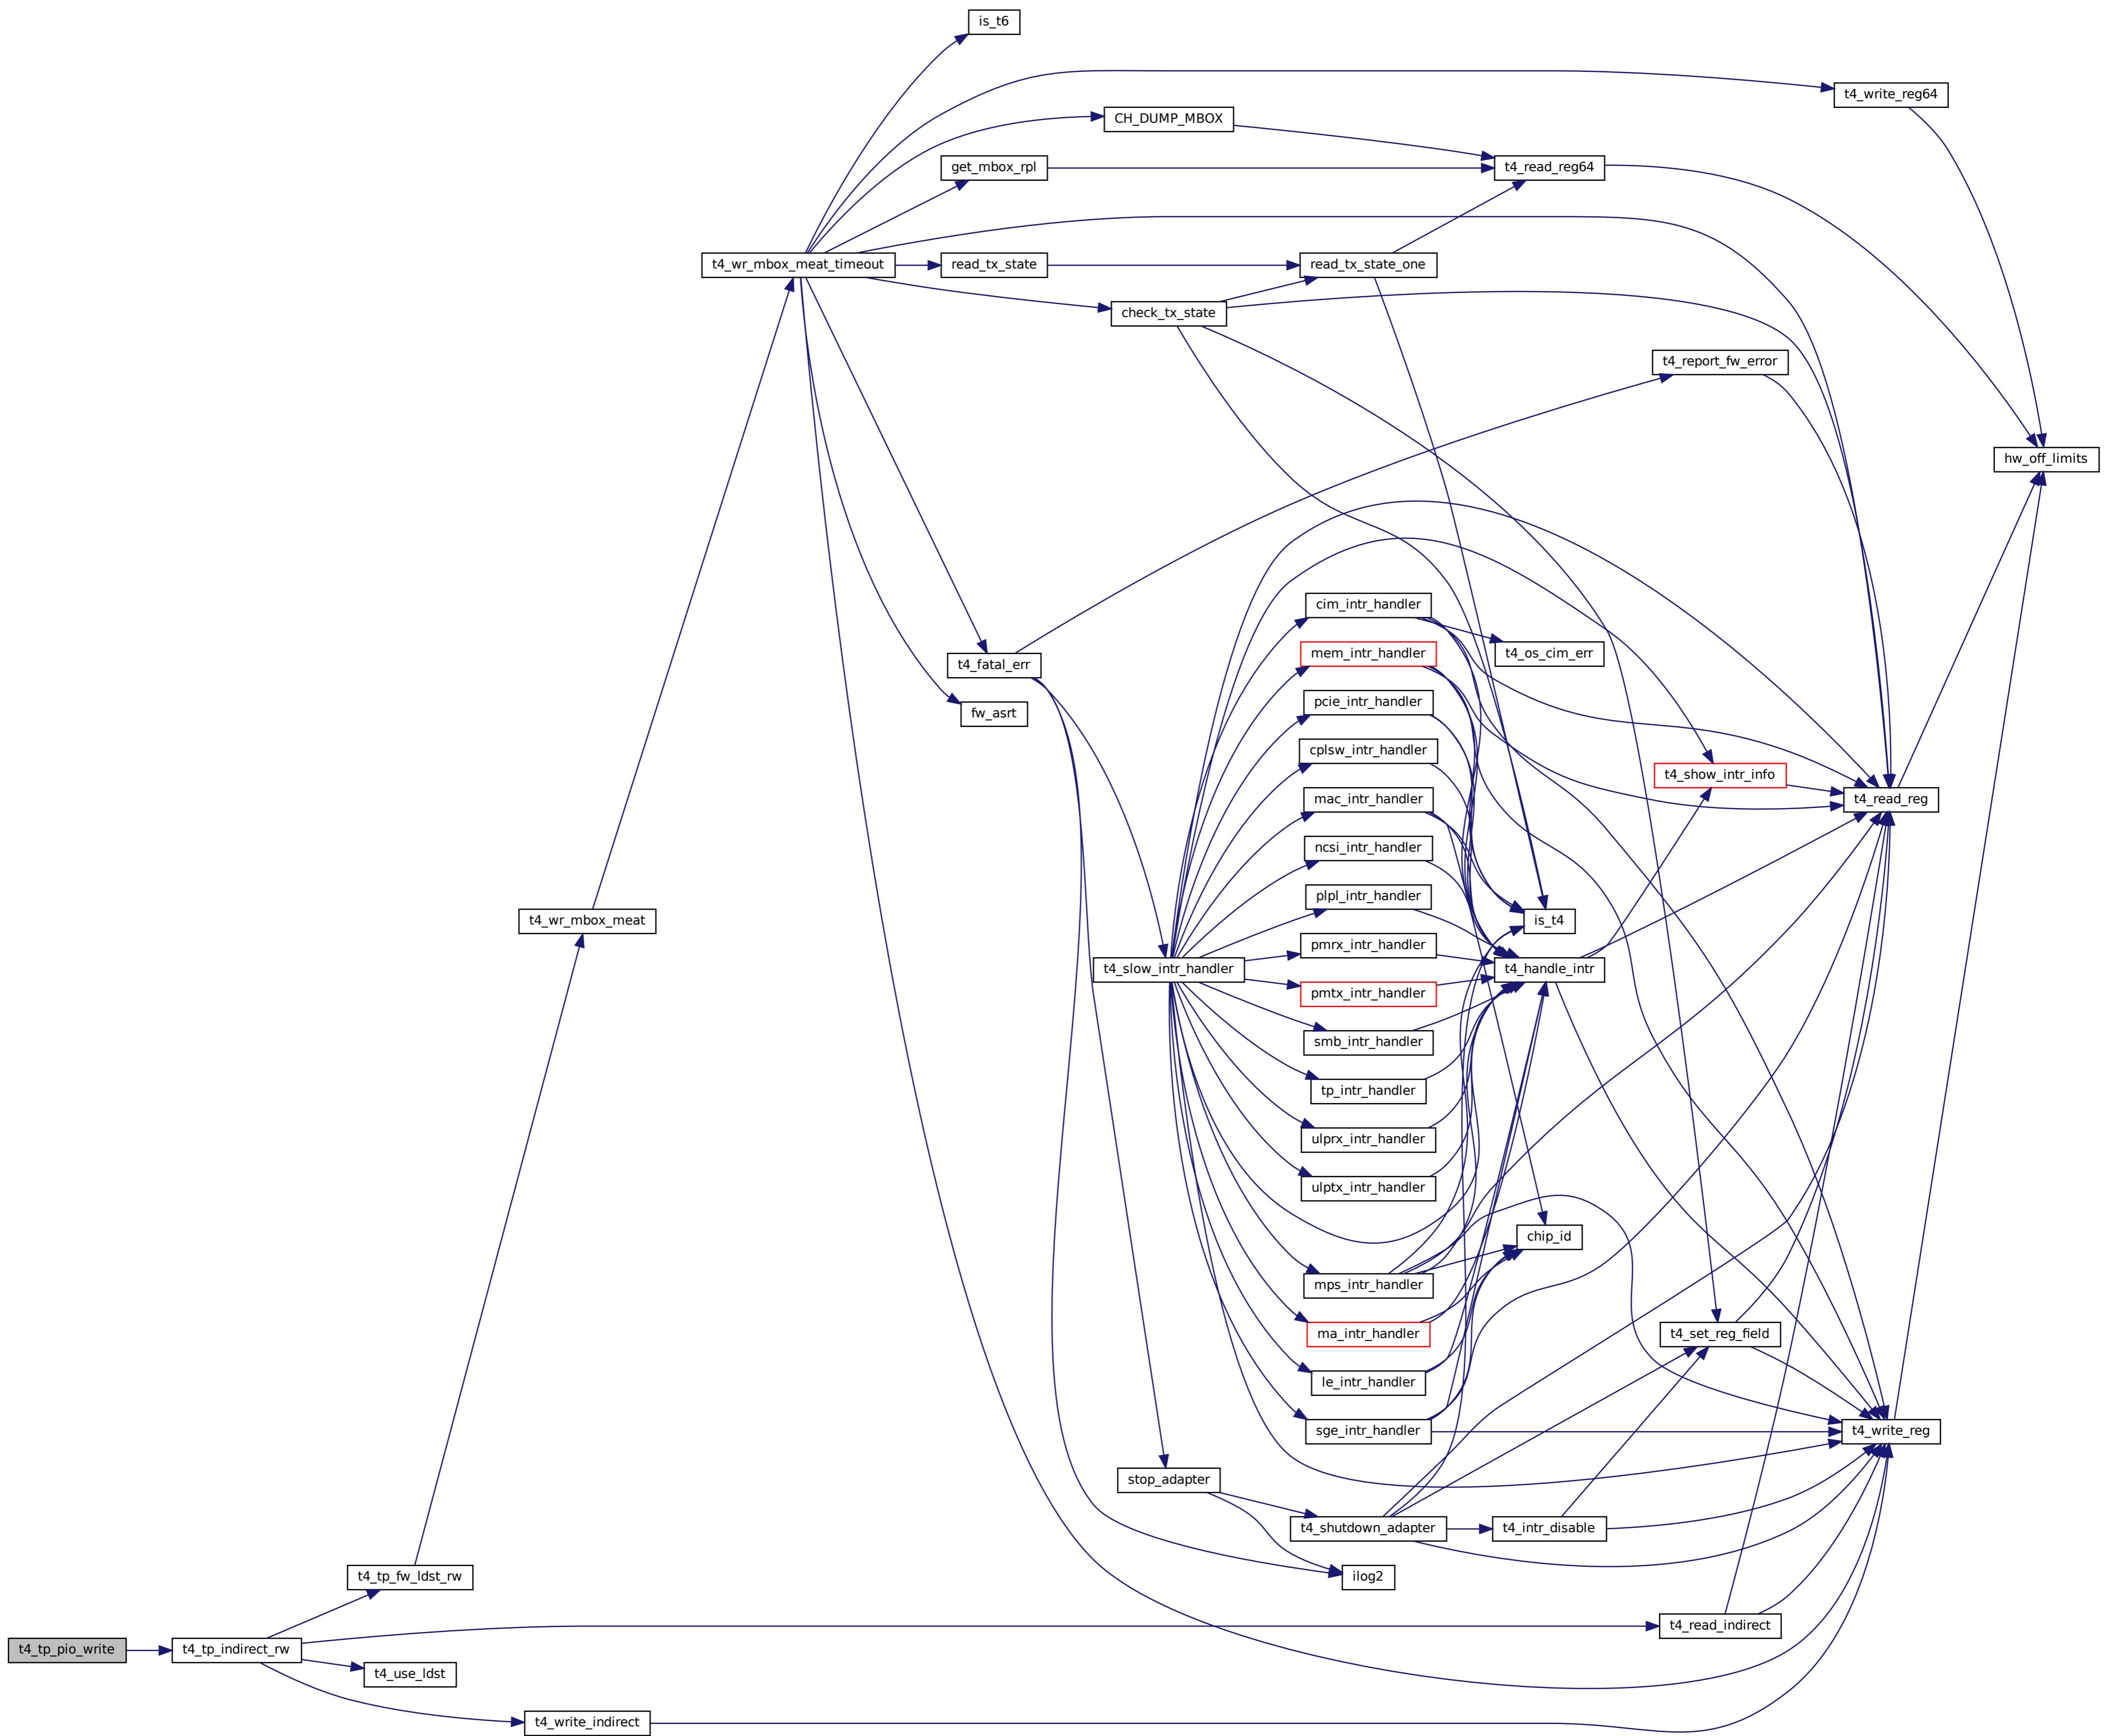 is_t6
t4_write_reg64
CH_DUMP_MBOX
get_mbox_rpl
t4_read_reg64
t4_wr_mbox_meat_timeout
read_tx_state
read_tx_state_one
check_tx_state
t4_report_fw_error
hw_off_limits
cim_intr_handler
mem_intr_handler
t4_os_cim_err
t4_fatal_err
pcie_intr_handler
fw_asrt
cplsw_intr_handler
t4_show_intr_info
mac_intr_handler
t4_read_reg
ncsi_intr_handler
plpl_intr_handler
t4_wr_mbox_meat
is_t4
pmrx_intr_handler
t4_slow_intr_handler
t4_handle_intr
pmtx_intr_handler
smb_intr_handler
tp_intr_handler
ulprx_intr_handler
ulptx_intr_handler
chip_id
mps_intr_handler
ma_intr_handler
t4_set_reg_field
le_intr_handler
sge_intr_handler
t4_write_reg
stop_adapter
t4_shutdown_adapter
t4_intr_disable
t4_tp_fw_ldst_rw
ilog2
t4_read_indirect
t4_tp_pio_write
t4_tp_indirect_rw
t4_use_ldst
t4_write_indirect